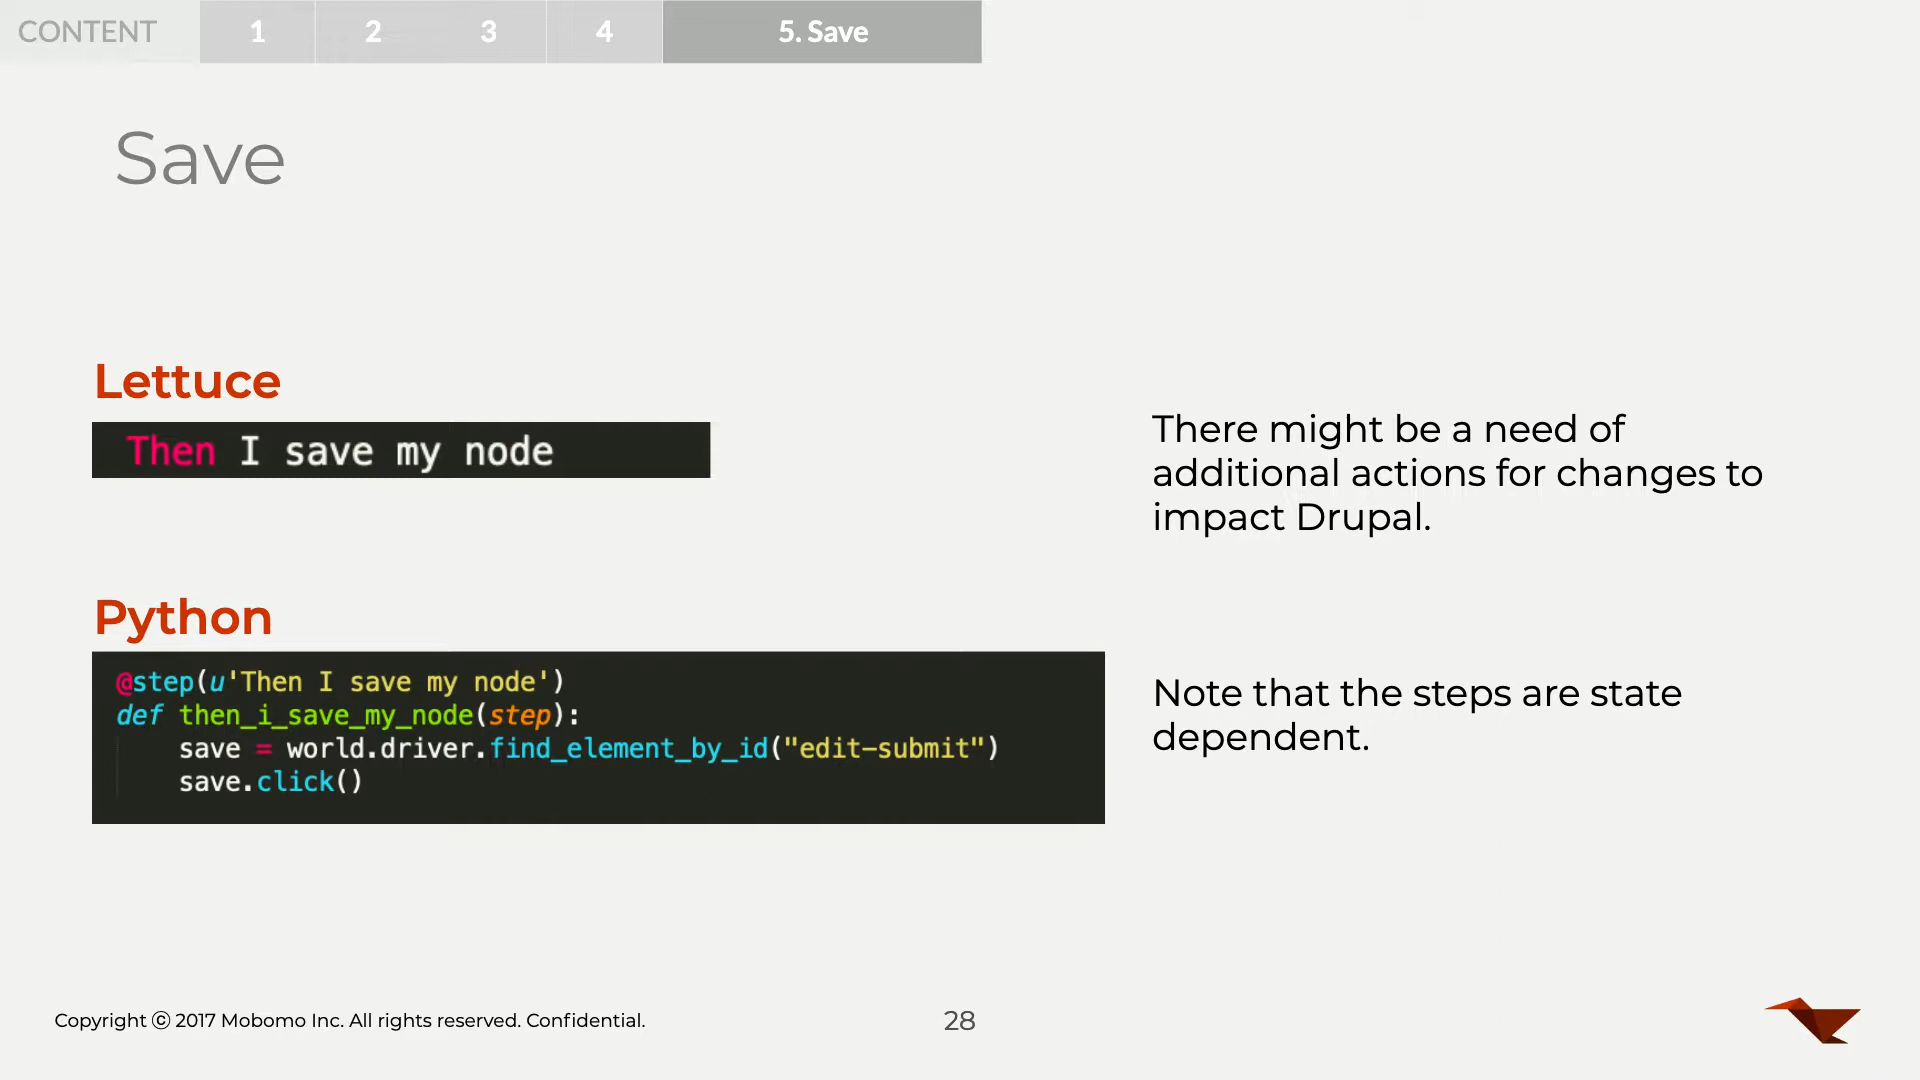 CONTENT 1 2 3 4 5. Save
Save
Lettuce
Then I save my node
There might be a need of
additional actions for changes to
impact Drupal.
Python
@step(u'Then I save my node')
def then_i_save_my_node(step):
    save = world.driver.find_element_by_id("edit-submit")
    save.click()
Note that the steps are state
dependent.
Copyright ⓒ 2017 Mobomo Inc. All rights reserved. Confidential.
28